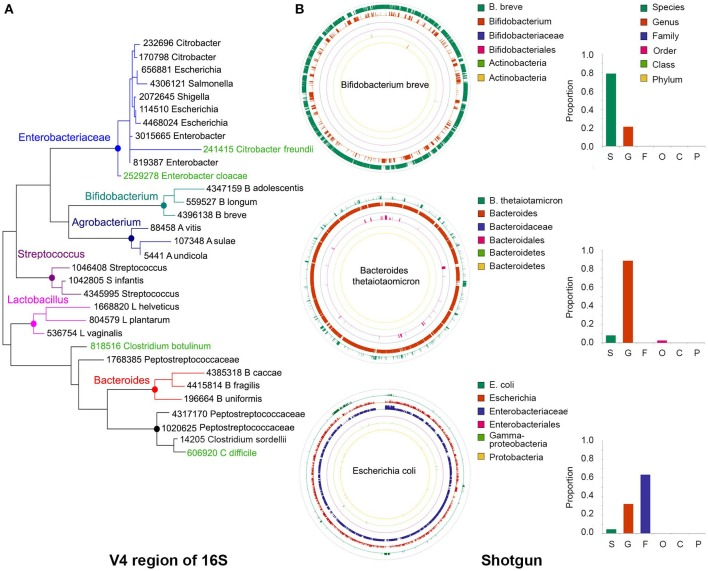 A
232696 Citrobacter
170798 Citrobacter
656881 Escherichia
4306121 Salmonella
2072645 Shigella
114510 Escherichia
4468024 Escherichia
Enterobacteriaceae
3015665 Enterobacter
241415 Citrobacter freundii
819387 Enterobacter
2529278 Enterobacter cloacae
4347159 B adolescentis
Bifidobacterium
559527 B longum
4396138 B breve
Agrobacterium
88458 A vitis
107348 A sulae
5441 A undicola
Streptococcus
1046408 Streptococcus
1042805 S infantis
4345995 Streptococcus
Lactobacillus
1668820 L helveticus
804579 L plantarum
536754 L vaginalis
818516 Clostridium botulinum
1768385 Peptostreptococcaceae
4385318 B caccae
Bacteroides
4415814 B fragilis
196664 B uniformis
4317170 Peptostreptococcaceae
1020625 Peptostreptococcaceae
14205 Clostridium sordellii
606920 C difficile
V4 region of 16S
B
Bifidobacterium breve
B. breve
Bifidobacterium
Bifidobacteriaceae
Bifidobacteriales
Actinobacteria
Actinobacteria
Species
Genus
Family
Order
Class
Phylum
Proportion
1.0
0.8
0.6
0.4
0.2
0.0
S G F O C P
Bacteroides
thetaiotaomicron
B. thetaiotamicron
Bacteroides
Bacteroidaceae
Bacteroidales
Bacteroidetes
Bacteroidetes
Proportion
1.0
0.8
0.6
0.4
0.2
0.0
S G F O C P
Escherichia coli
E. coli
Escherichia
Enterobacteriaceae
Enterobacteriales
Gamma-
proteobacteria
Protobacteria
Proportion
1.0
0.8
0.6
0.4
0.2
0.0
S G F O C P
Shotgun